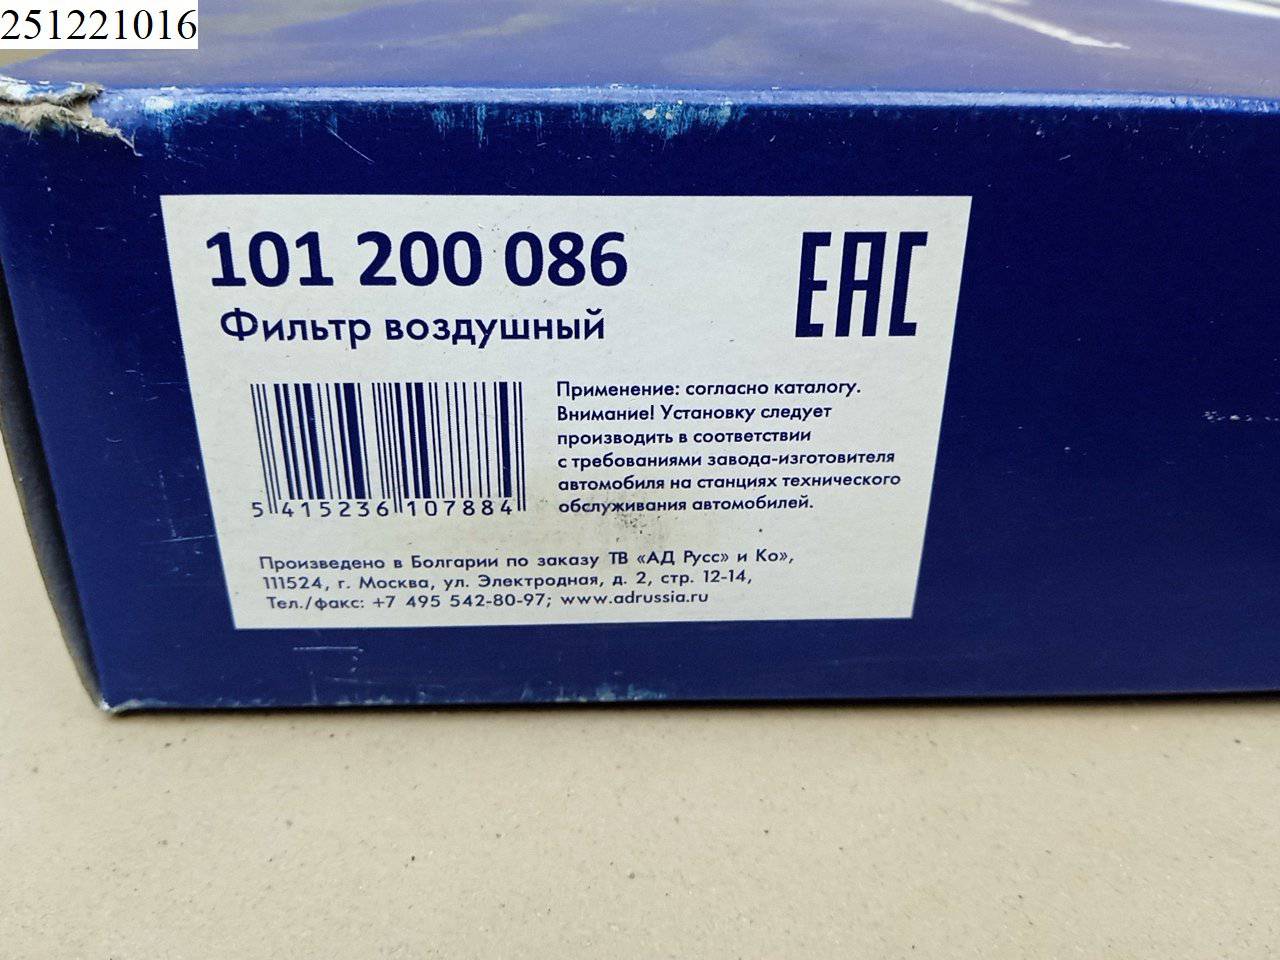 251221016
101 200 086
EAC
Фильтр воздушный
Применение: согласно каталогу.
Внимание! Установку следует
производить в соответствии
с требованиями завода-изготовителя
автомобиля на станциях технического
обслуживания автомобилей.
5 415236 107884
Произведено в Болгарии по заказу ТВ «АД Русс» и Ко»,
111524, г. Москва, ул. Электродная, д. 2, стр. 12-14,
Тел./факс: +7 495 542-80-97; www.adrussia.ru